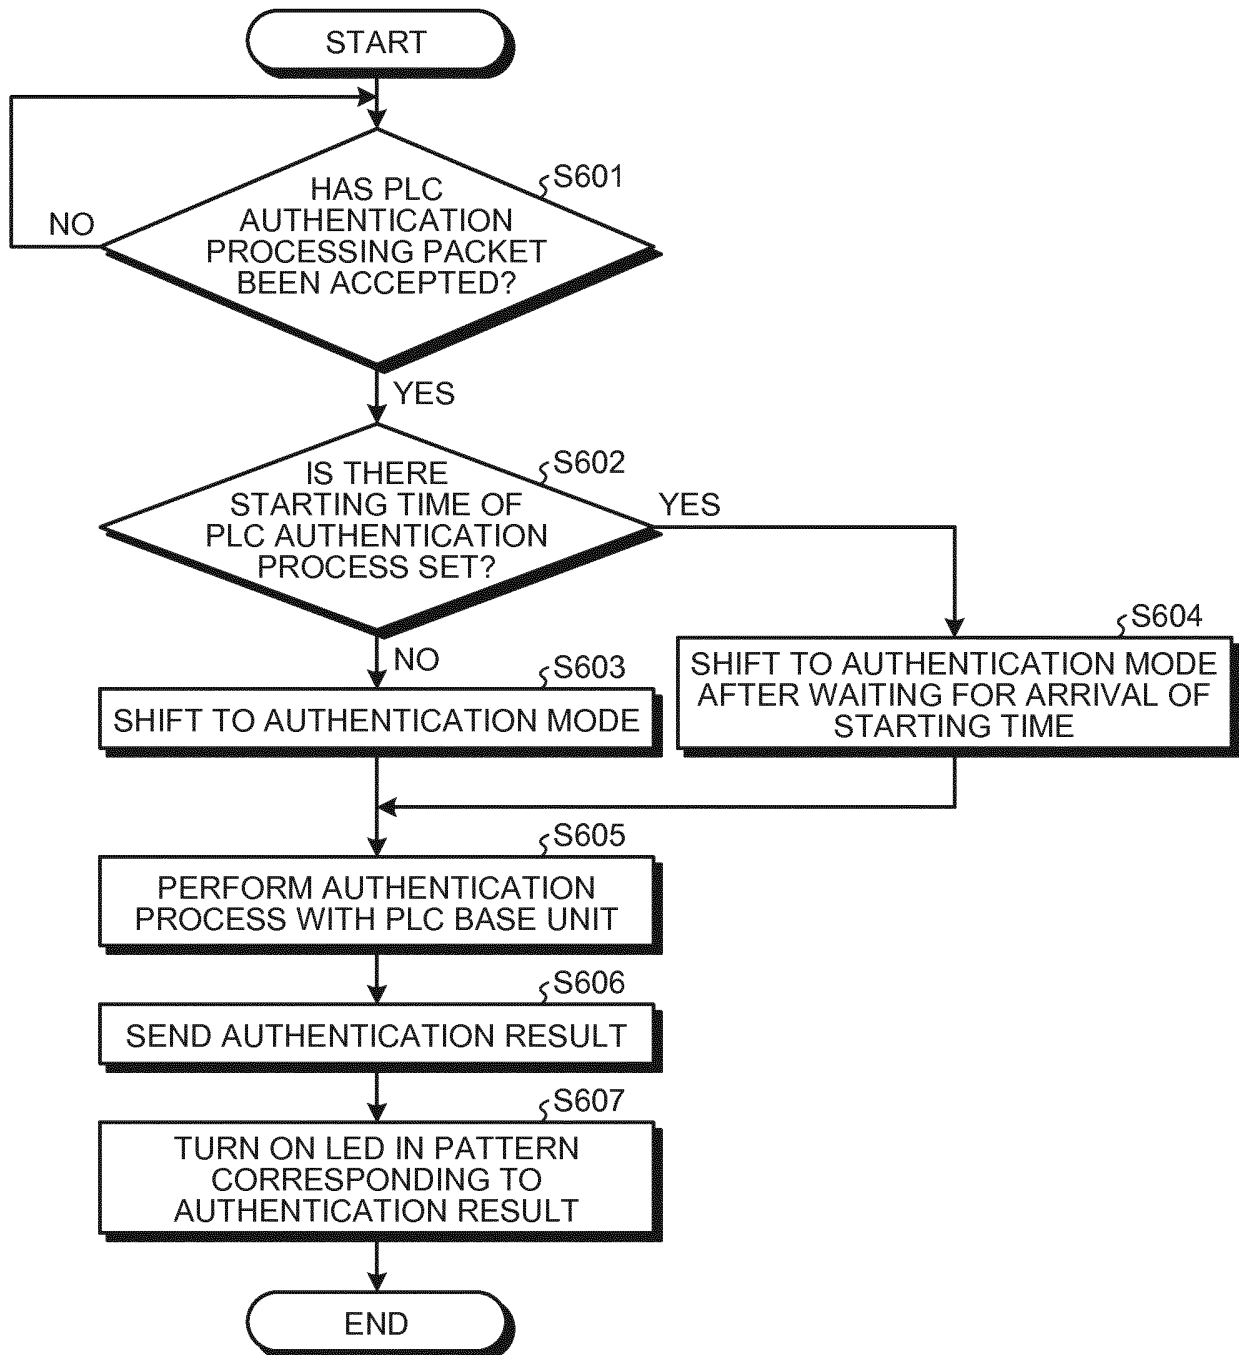 START
S601
HAS PLC
AUTHENTICATION
PROCESSING PACKET
BEEN ACCEPTED?
NO
YES
S602
IS THERE
STARTING TIME OF
PLC AUTHENTICATION
PROCESS SET?
YES
NO
S603
SHIFT TO AUTHENTICATION MODE
S604
SHIFT TO AUTHENTICATION MODE
AFTER WAITING FOR ARRIVAL OF
STARTING TIME
S605
PERFORM AUTHENTICATION
PROCESS WITH PLC BASE UNIT
S606
SEND AUTHENTICATION RESULT
S607
TURN ON LED IN PATTERN
CORRESPONDING TO
AUTHENTICATION RESULT
END